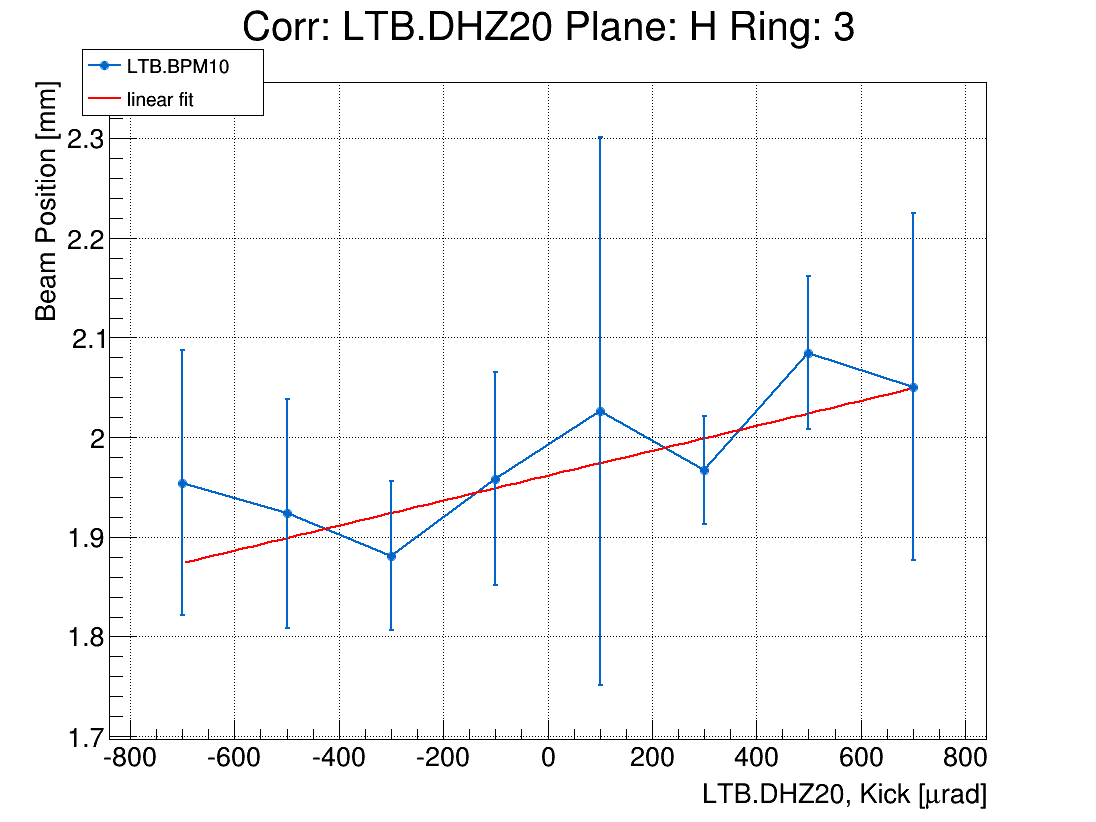 Corr: LTB.DHZ20 Plane: H Ring: 3
LTB.BPM10
linear fit
Beam Position [mm]
2.3
2.2
2.1
2
1.9
1.8
1.7
-800 -600 -400 -200 0 200 400 600 800
LTB.DHZ20, Kick [μrad]